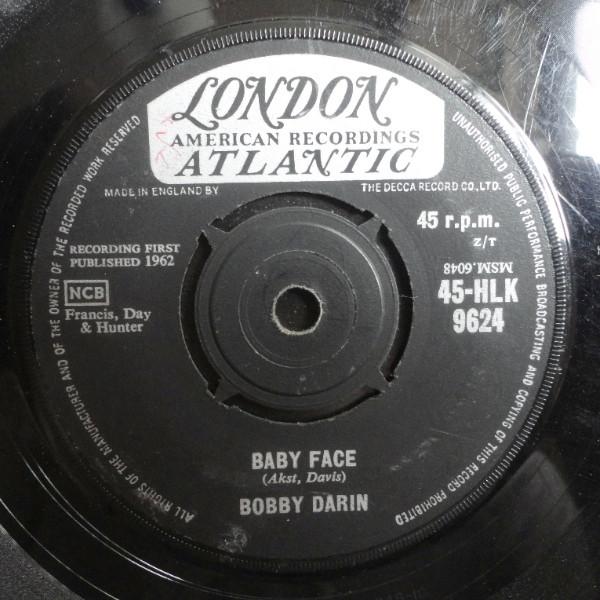 LONDON
AMERICAN RECORDINGS
ATLANTIC
MADE IN ENGLAND BY THE DECCA RECORD CO., LTD.
45 r.p.m.
Z/T
RECORDING FIRST
PUBLISHED 1962
MSM.6048
NCB
Francis, Day
& Hunter
45-HLK
9624
BABY FACE
(Akst, Davis)
BOBBY DARIN
ALL RIGHTS OF THE MANUFACTURER AND OF THE OWNER OF THE RECORDED WORK RESERVED
UNAUTHORISED PUBLIC PERFORMANCE BROADCASTING AND COPYING OF THIS RECORD PROHIBITED